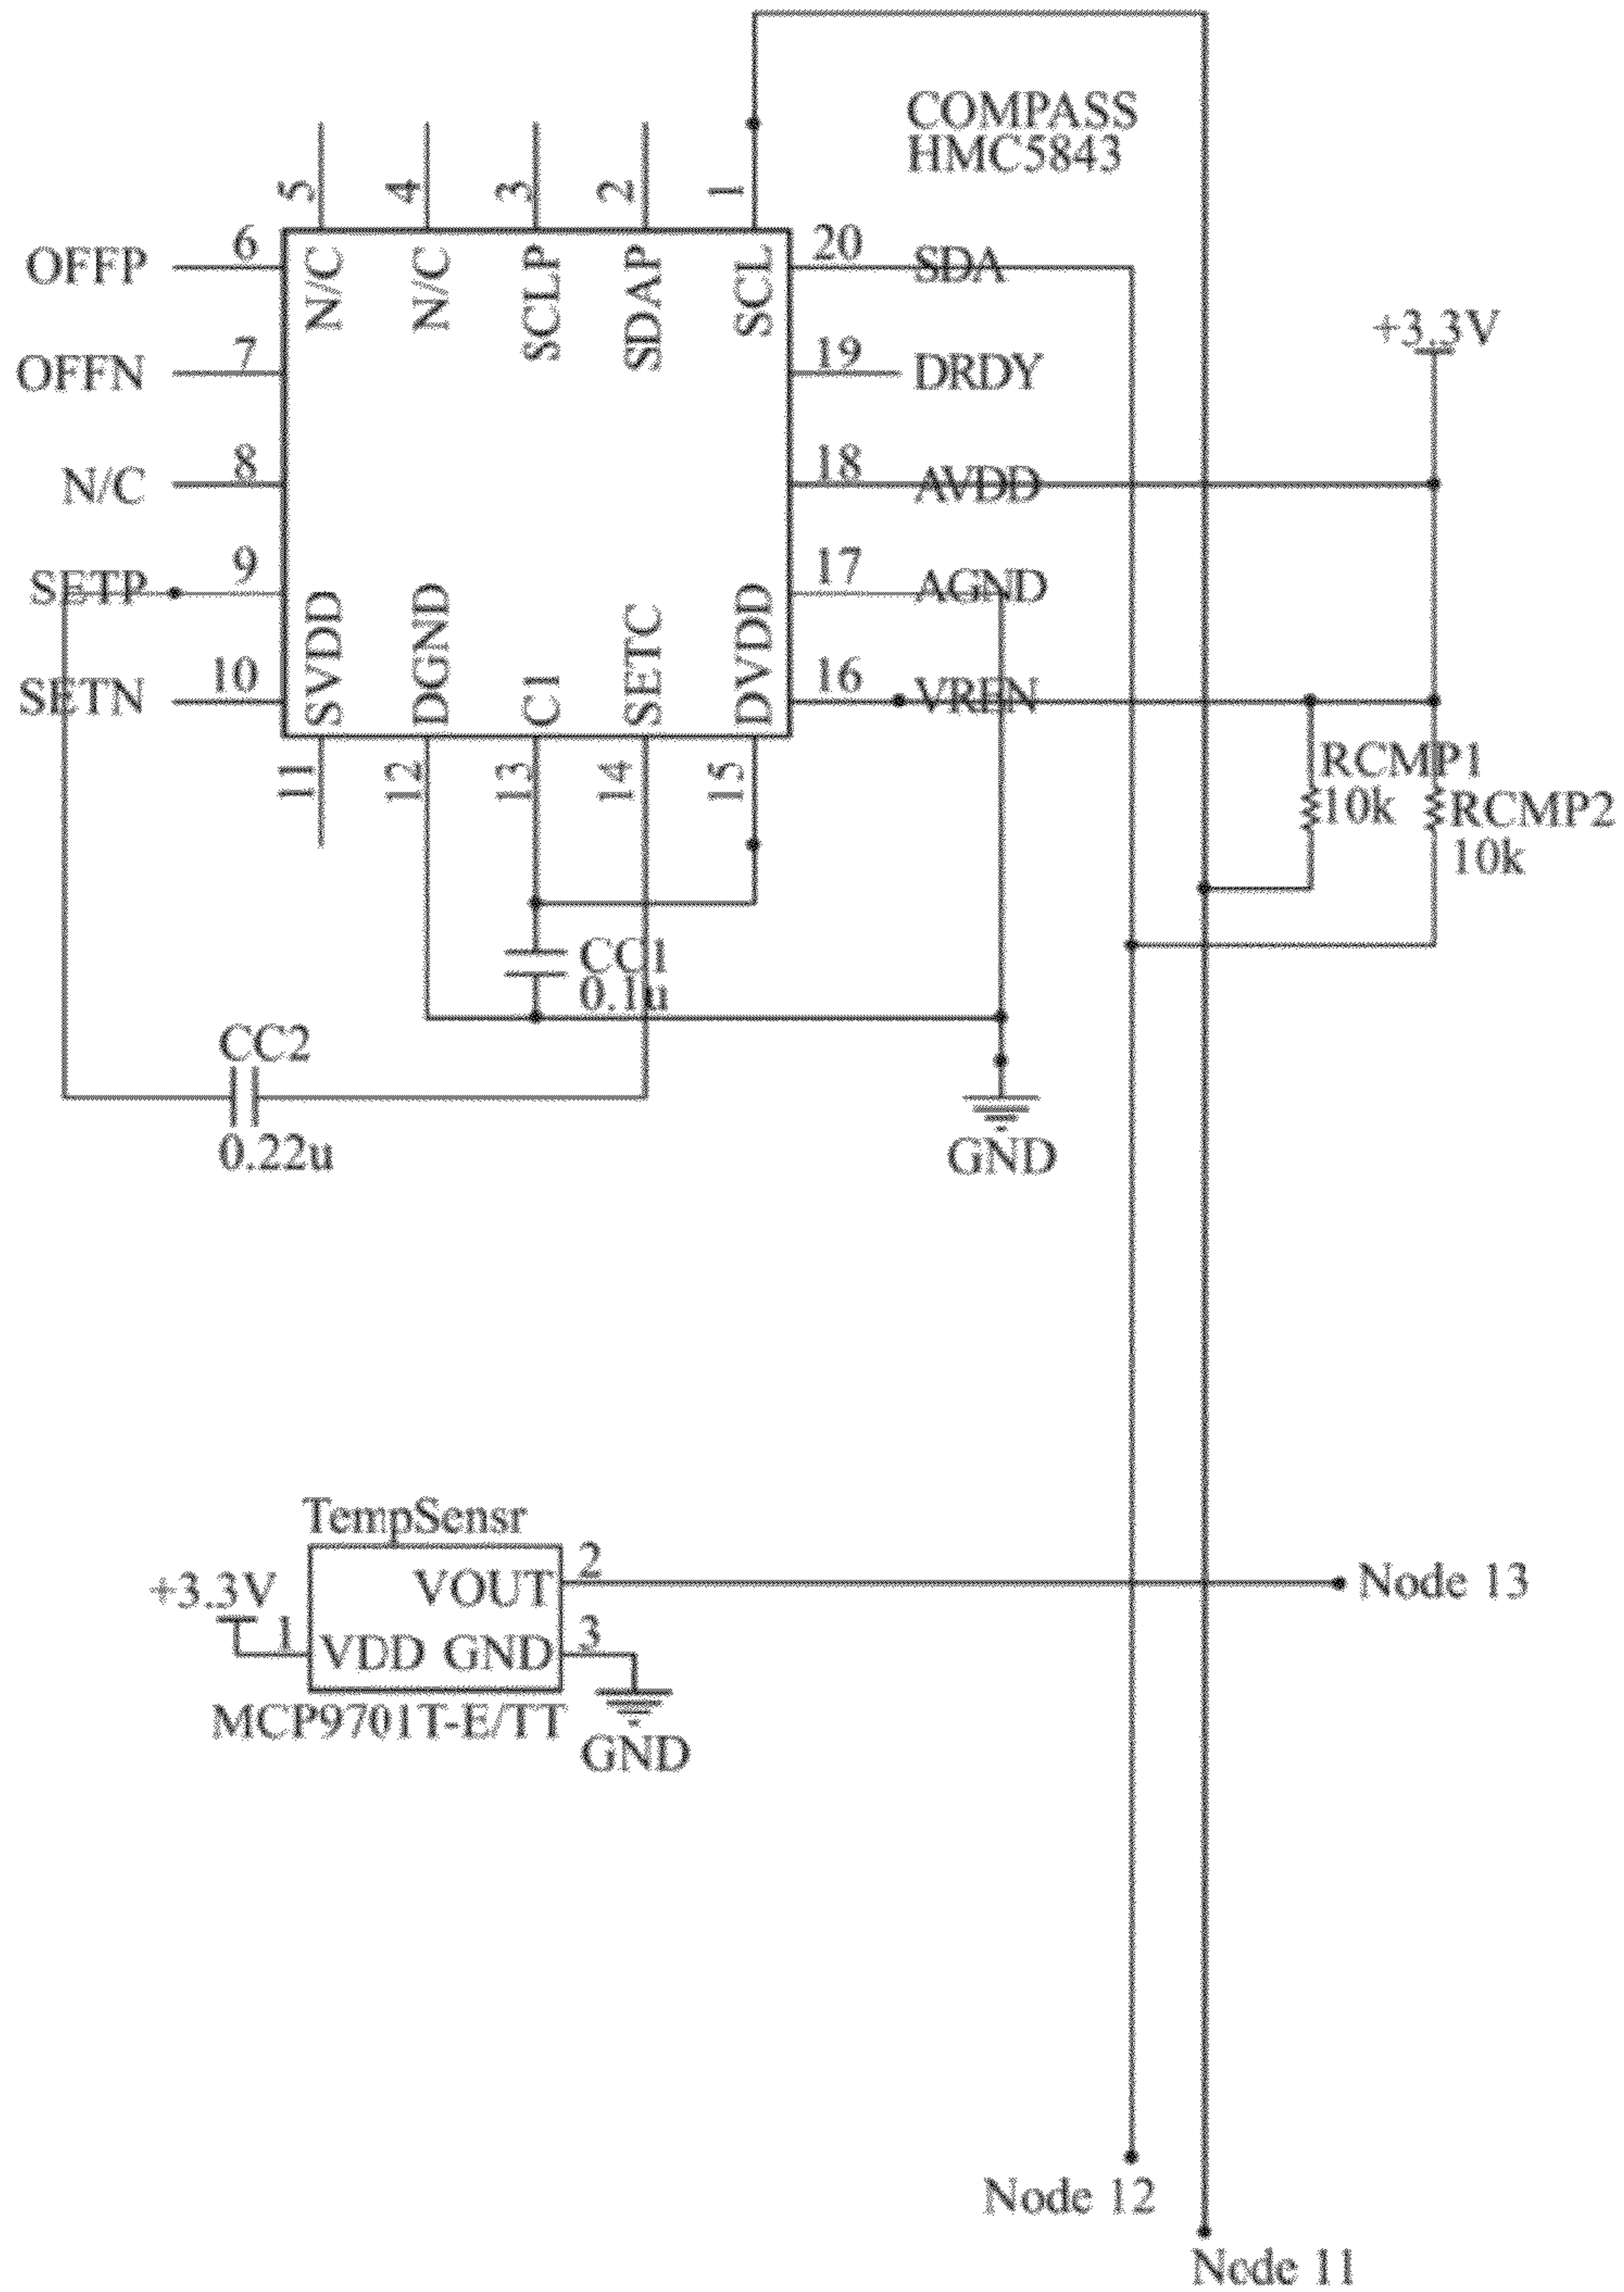 COMPASS
HMC5843
5
4
3
2
1
6
20
OFFP
N/C
N/C
SCLP
SDAP
SCL
SDA
7
19
OFFN
DRDY
+3.3V
8
18
N/C
AVDD
9
17
SETP
AGND
10
16
SETN
SVDD
DGND
C1
SETC
DVDD
VREN
11
12
13
14
15
RCMP1
10k
RCMP2
10k
CC1
0.1u
CC2
0.22u
GND
TempSensr
+3.3V
1
VOUT
2
VDD GND
3
MCP9701T-E/TT
GND
Node 13
Node 12
Node 11